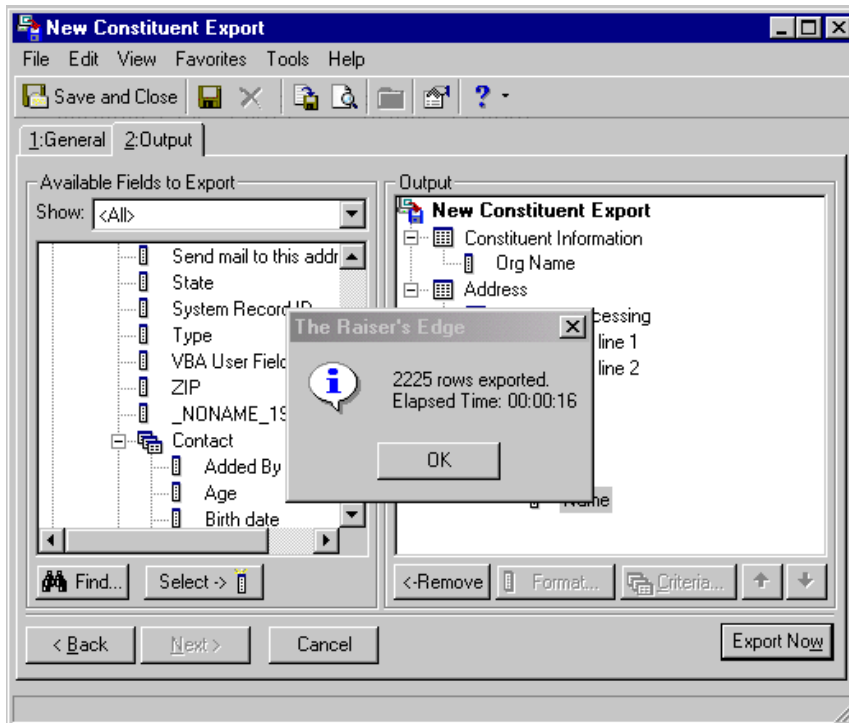 New Constituent Export
File Edit View Favorites Tools Help
Save and Close
1:General 2:Output
Available Fields to Export
Show: <All>
Send mail to this addr
State
System Record ID
Type
VBA User Field
ZIP
_NONAME_19
Contact
Added By
Age
Birth date
Find...
Select ->
Output
New Constituent Export
Constituent Information
Org Name
Address
cessing
line 1
line 2
Name
The Raiser's Edge
2225 rows exported.
Elapsed Time: 00:00:16
OK
<-Remove
Format...
Criteria...
< Back
Next >
Cancel
Export Now